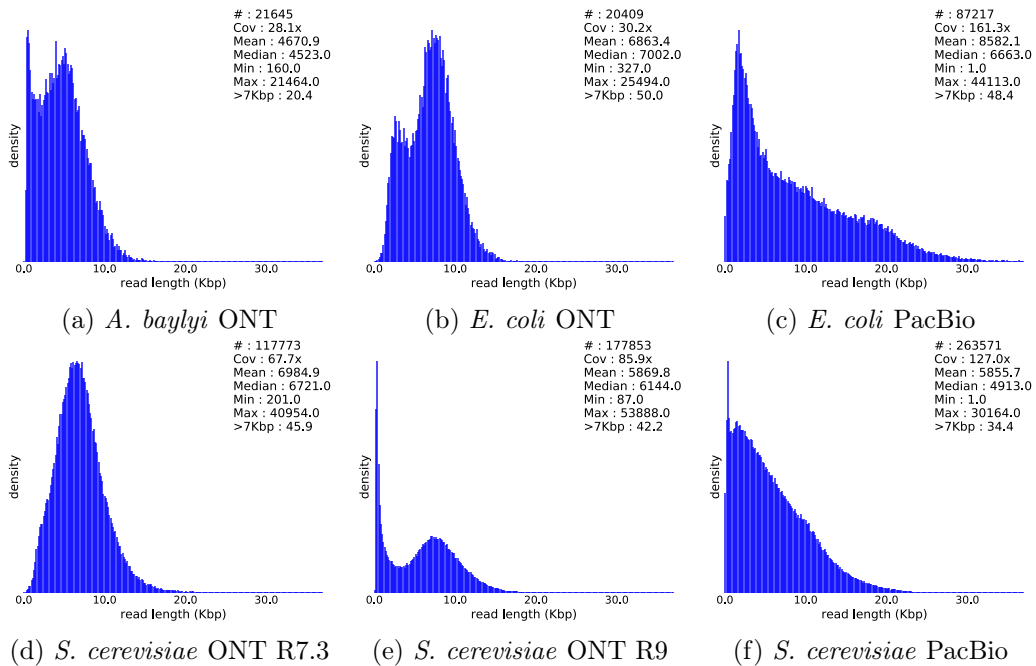 # : 21645
Cov : 28.1x
Mean : 4670.9
Median : 4523.0
Min : 160.0
Max : 21464.0
>7Kbp : 20.4
density
0.0 10.0 20.0 30.0
read length (Kbp)
(a) A. baylyi ONT
# : 20409
Cov : 30.2x
Mean : 6863.4
Median : 7002.0
Min : 327.0
Max : 25494.0
>7Kbp : 50.0
density
0.0 10.0 20.0 30.0
read length (Kbp)
(b) E. coli ONT
# : 87217
Cov : 161.3x
Mean : 8582.1
Median : 6663.0
Min : 1.0
Max : 44113.0
>7Kbp : 48.4
density
0.0 10.0 20.0 30.0
read length (Kbp)
(c) E. coli PacBio
# : 117773
Cov : 67.7x
Mean : 6984.9
Median : 6721.0
Min : 201.0
Max : 40954.0
>7Kbp : 45.9
density
0.0 10.0 20.0 30.0
read length (Kbp)
(d) S. cerevisiae ONT R7.3
# : 177853
Cov : 85.9x
Mean : 5869.8
Median : 6144.0
Min : 87.0
Max : 53888.0
>7Kbp : 42.2
density
0.0 10.0 20.0 30.0
read length (Kbp)
(e) S. cerevisiae ONT R9
# : 263571
Cov : 127.0x
Mean : 5855.7
Median : 4913.0
Min : 1.0
Max : 30164.0
>7Kbp : 34.4
density
0.0 10.0 20.0 30.0
read length (Kbp)
(f) S. cerevisiae PacBio